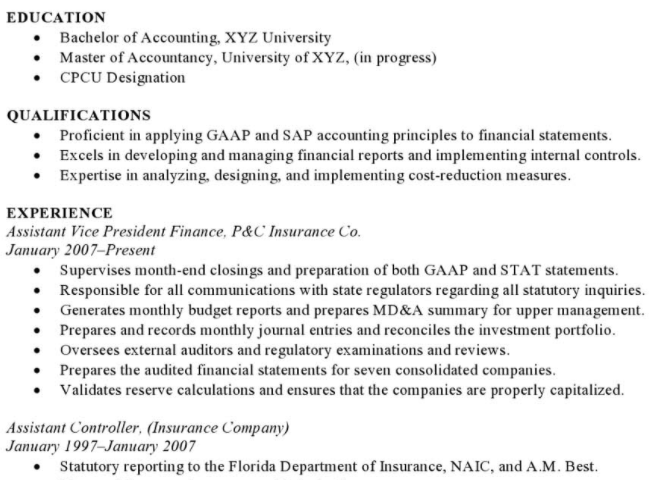 EDUCATION
• Bachelor of Accounting, XYZ University
• Master of Accountancy, University of XYZ, (in progress)
• CPCU Designation
QUALIFICATIONS
• Proficient in applying GAAP and SAP accounting principles to financial statements.
• Excels in developing and managing financial reports and implementing internal controls.
• Expertise in analyzing, designing, and implementing cost-reduction measures.
EXPERIENCE
Assistant Vice President Finance, P&C Insurance Co.
January 2007–Present
• Supervises month-end closings and preparation of both GAAP and STAT statements.
• Responsible for all communications with state regulators regarding all statutory inquiries.
• Generates monthly budget reports and prepares MD&A summary for upper management.
• Prepares and records monthly journal entries and reconciles the investment portfolio.
• Oversees external auditors and regulatory examinations and reviews.
• Prepares the audited financial statements for seven consolidated companies.
• Validates reserve calculations and ensures that the companies are properly capitalized.
Assistant Controller, (Insurance Company)
January 1997–January 2007
• Statutory reporting to the Florida Department of Insurance, NAIC, and A.M. Best.